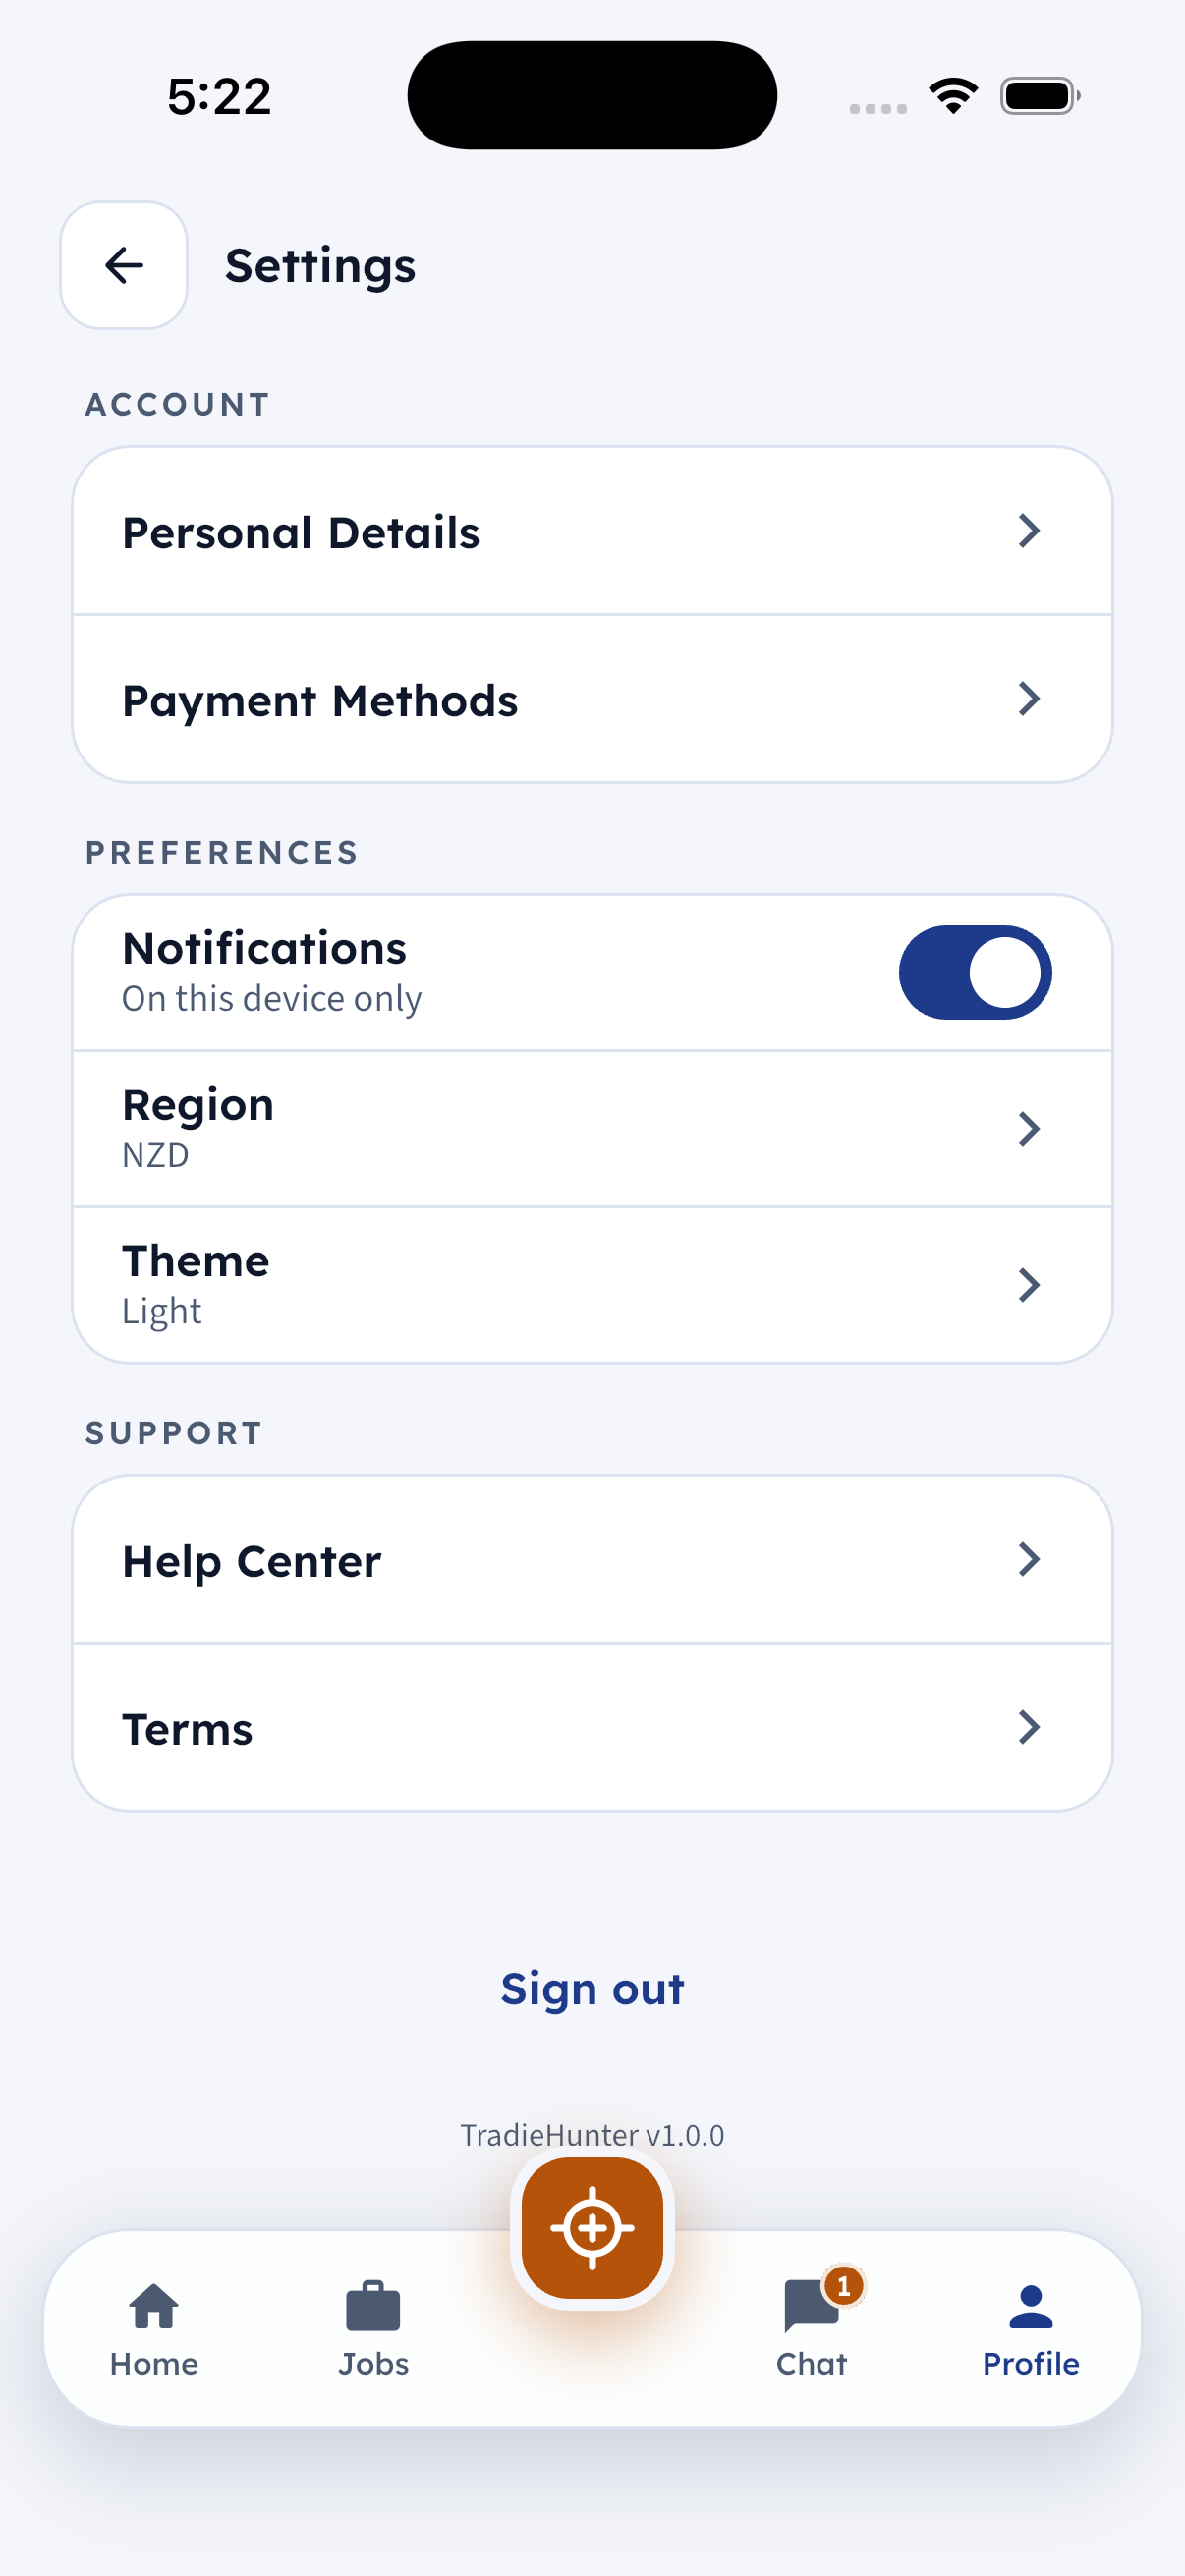 5:22
Settings
ACCOUNT
Personal Details
Payment Methods
PREFERENCES
Notifications
On this device only
Region
NZD
Theme
Light
SUPPORT
Help Center
Terms
Sign out
TradieHunter v1.0.0
1
Home
Jobs
Chat
Profile